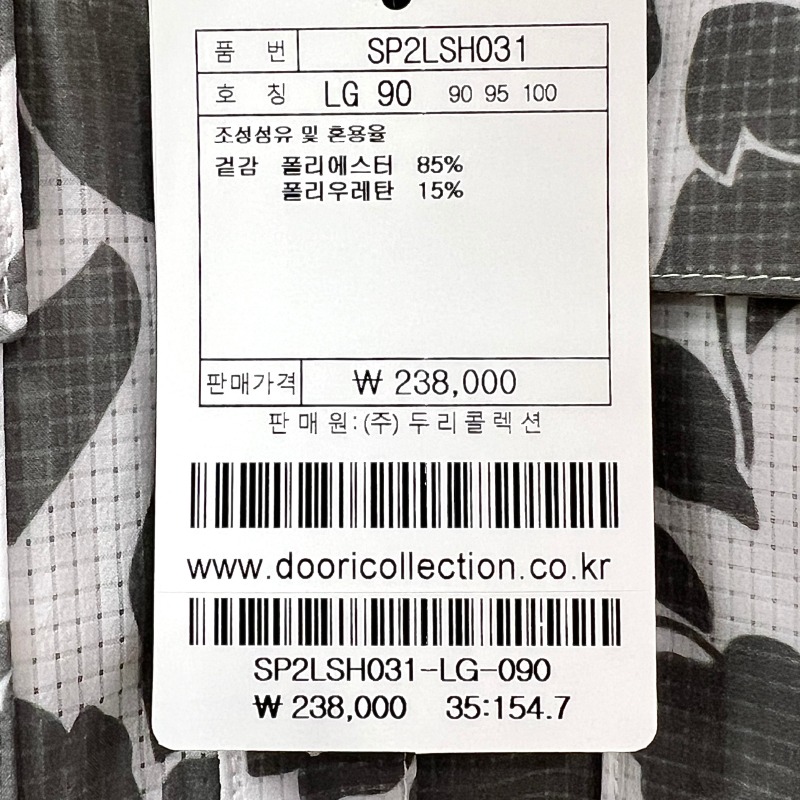 품 번 SP2LSH031
호 칭 LG 90 90 95 100
조성섬유 및 혼용율
겉감 폴리에스터 85%
폴리우레탄 15%
판매가격 ₩ 238,000
판 매 원 : (주) 두 리 콜 렉 션
www.dooricollection.co.kr
SP2LSH031-LG-090
₩ 238,000 35:154.7